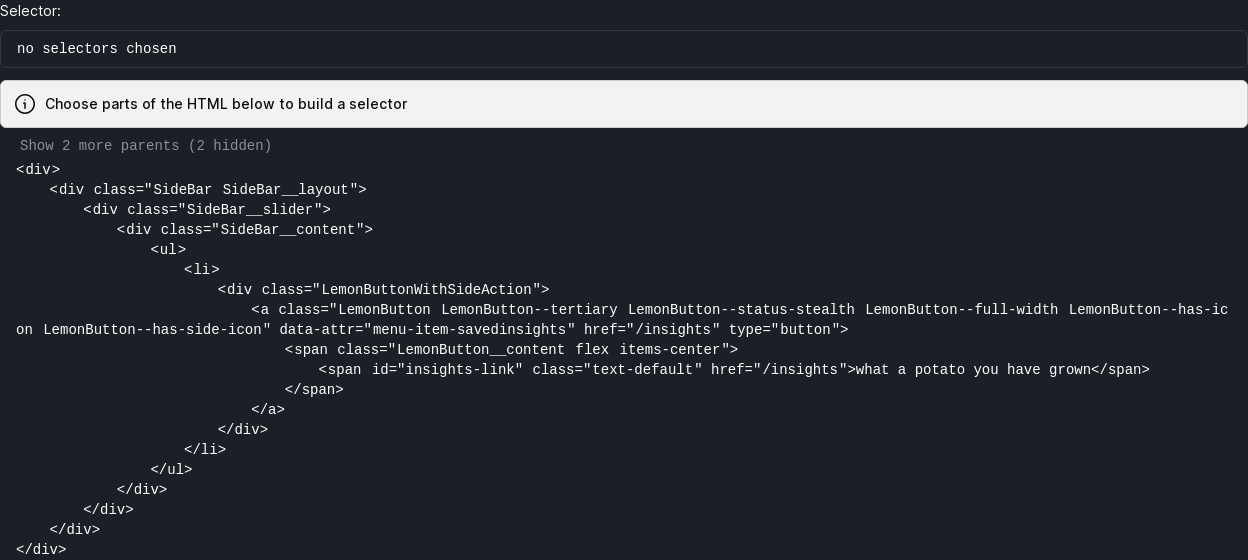 Selector:
no selectors chosen
Choose parts of the HTML below to build a selector
Show 2 more parents (2 hidden)
<div>
<div class="SideBar SideBar__layout">
<div class="SideBar__slider">
<div class="SideBar__content">
<ul>
<li>
<div class="LemonButtonWithSideAction">
<a class="LemonButton LemonButton--tertiary LemonButton--status-stealth LemonButton--full-width LemonButton--has-ic
on LemonButton--has-side-icon" data-attr="menu-item-savedinsights" href="/insights" type="button">
<span class="LemonButton__content flex items-center">
<span id="insights-link" class="text-default" href="/insights">what a potato you have grown</span>
</span>
</a>
</div>
</li>
</ul>
</div>
</div>
</div>
</div>